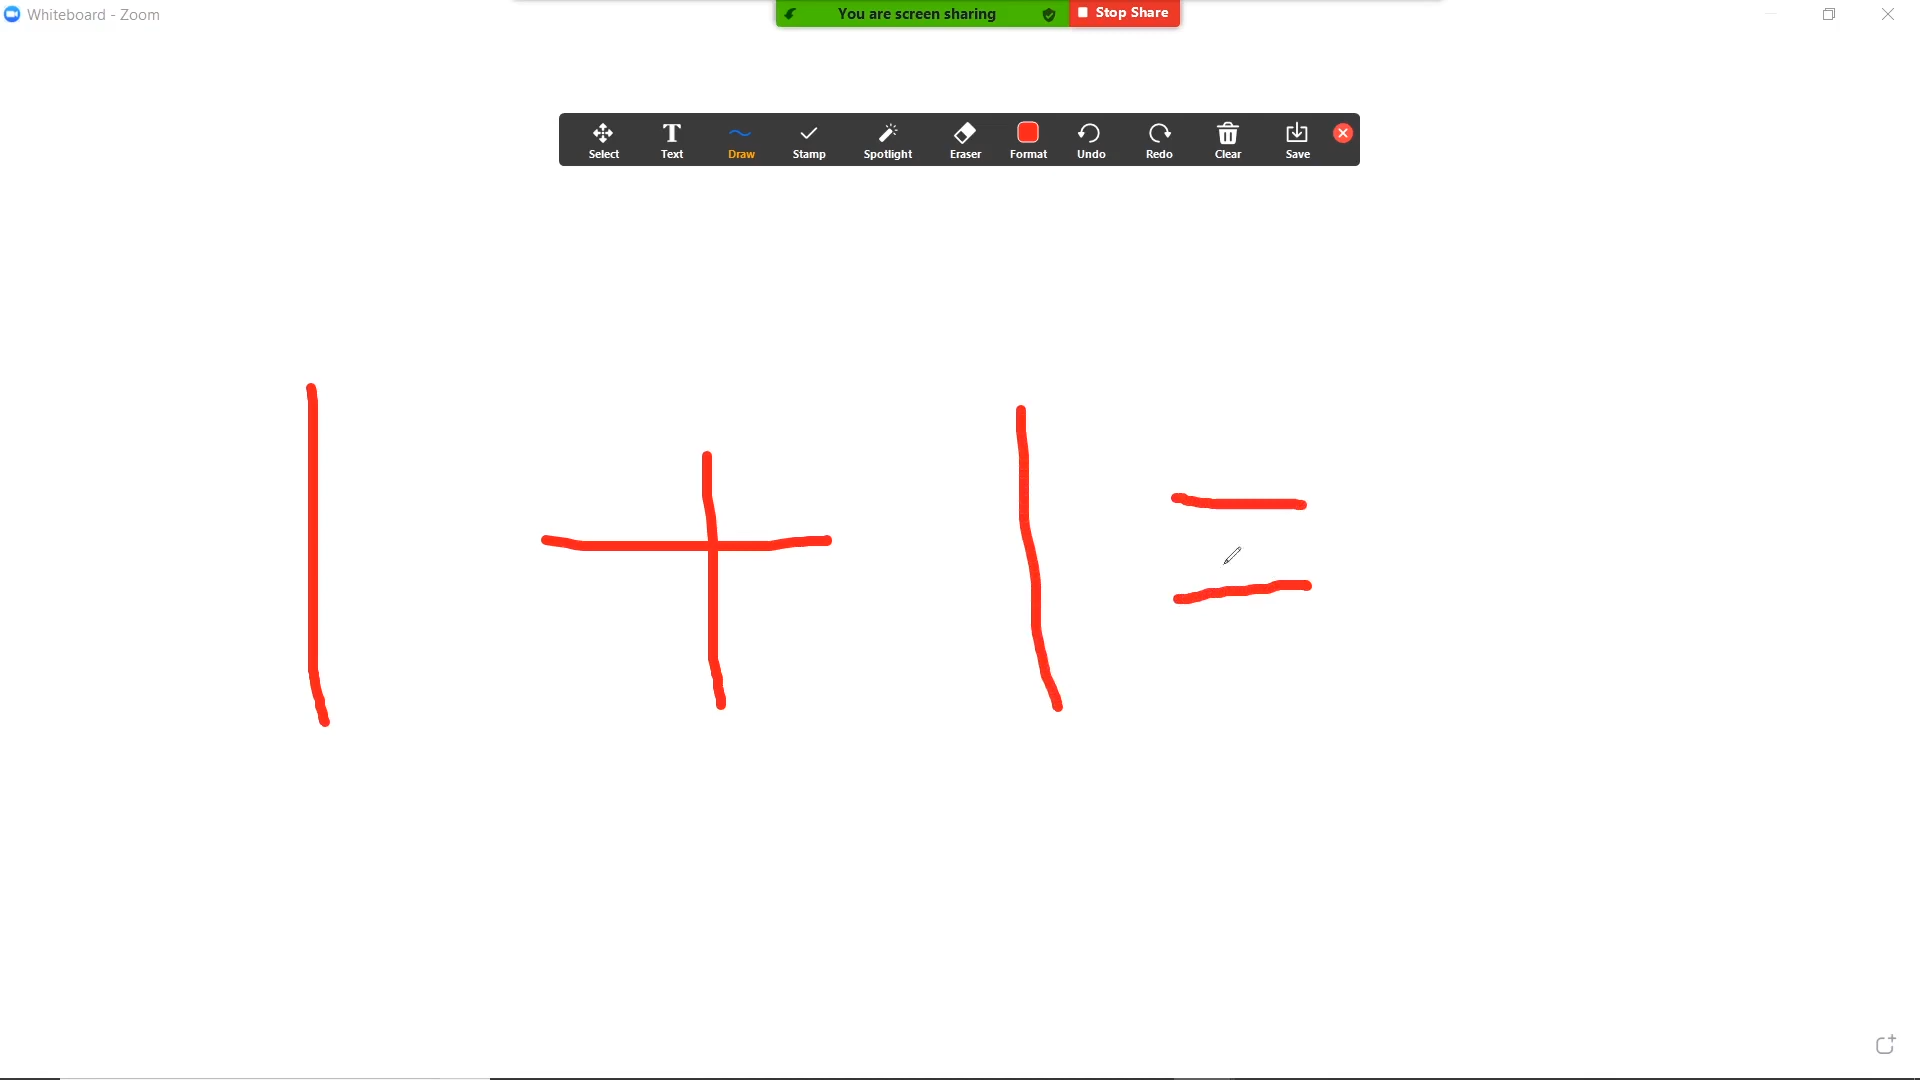 Whiteboard - Zoom
You are screen sharing
Stop Share
Select Text Draw Stamp Spotlight Eraser Format Undo Redo Clear Save
1 + 1 =